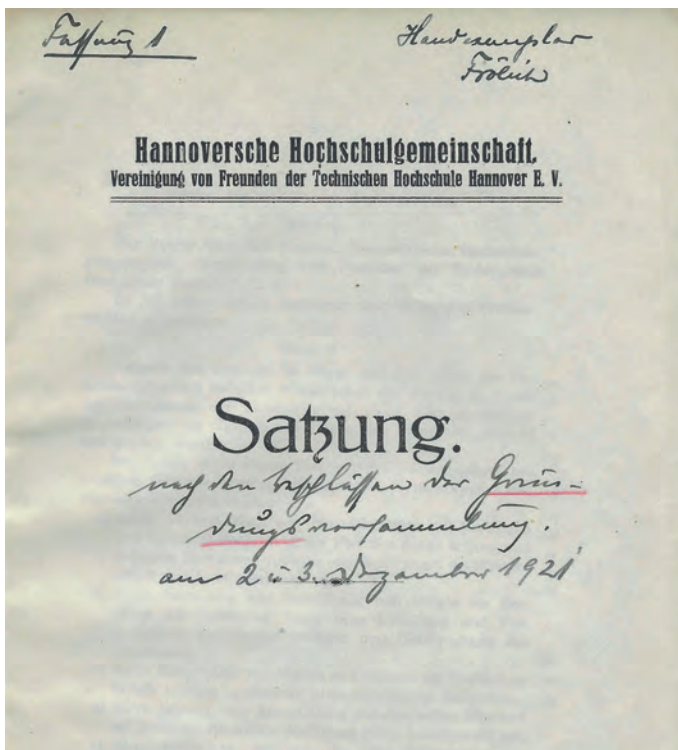 Fassung 1
Handexemplar
Frölich
Hannoversche Hochschulgemeinschaft,
Vereinigung von Freunden der Technischen Hochschule Hannover E. V.
Satzung.
nach den Beschlüssen der Grün-
dungsversammlung.
am 2 u 3. Dezember 1921